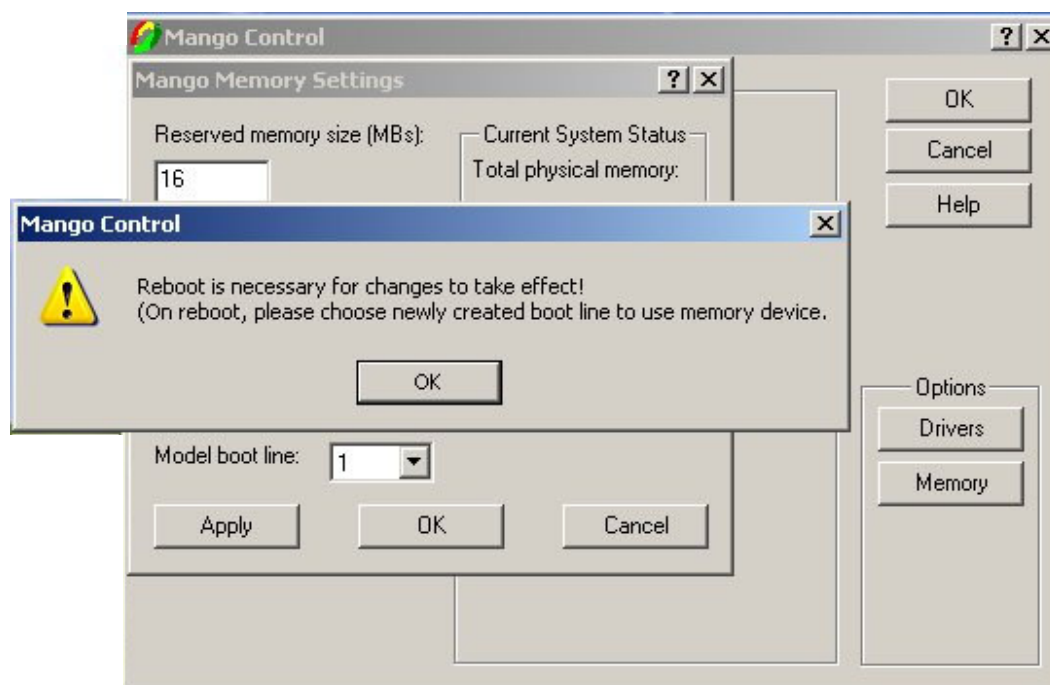 Mango Control
Mango Memory Settings
OK
Reserved memory size (MBs):
Current System Status
Cancel
16
Total physical memory:
Help
Mango Control
Reboot is necessary for changes to take effect!
(On reboot, please choose newly created boot line to use memory device.
OK
Options
Drivers
Model boot line:
1
Memory
Apply
OK
Cancel